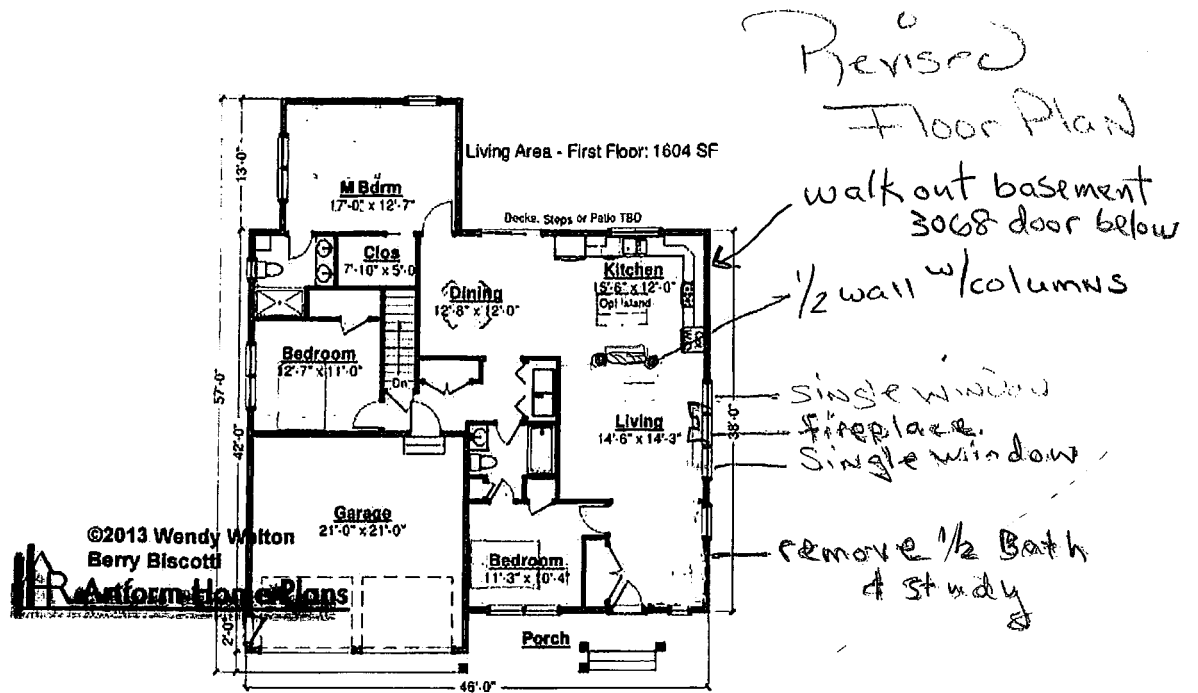 Revised
Floor Plan
Living Area - First Floor: 1604 SF
walk out basement
3068 door below
13'-0"
M Bdrm
17'-0" x 12'-7"
Decks, Steps or Patio TBD
Clos
7'-10" x 5'-0
Kitchen
15'-6" x 12'-0"
Opt Island
1/2 wall w/columns
Dining
12'-8" x 12'-0"
Bedroom
12'-7" x 11'-0"
Dn
57'-0"
42'-0"
38'-0"
Living
14'-6" x 14'-3"
single window
fireplace
single window
Garage
21'-0" x 21'-0"
©2013 Wendy Welton
Berry Biscotti
Artform Home Plans
Bedroom
11'-3" x 10'-4"
remove 1/2 Bath
& study
2'-0"
Porch
46'-0"